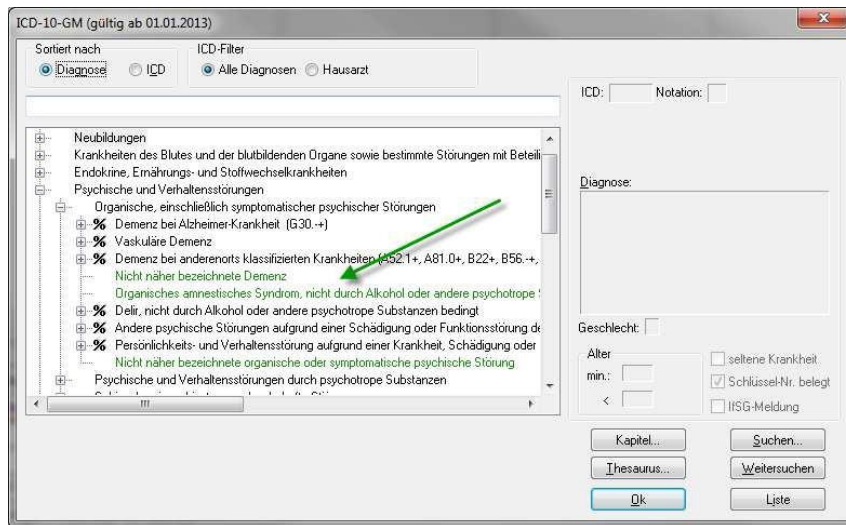 ICD-10-GM (gültig ab 01.01.2013)
Sortiert nach
Diagnose
ICD
ICD-Filter
Alle Diagnosen
Hausarzt
ICD:
Notation:
Neubildungen
Krankheiten des Blutes und der blutbildenden Organe sowie bestimmte Störungen mit Beteili
Endokrine, Ernährungs- und Stoffwechselkrankheiten
Psychische und Verhaltensstörungen
Organische, einschließlich symptomatischer psychischer Störungen
% Demenz bei Alzheimer-Krankheit (G30.-+)
% Vaskuläre Demenz
% Demenz bei anderenorts klassifizierten Krankheiten (A52.1+, A81.0+, B22+, B56.-+,
Nicht näher bezeichnete Demenz
Organisches amnestisches Syndrom, nicht durch Alkohol oder andere psychotrope
% Delir, nicht durch Alkohol oder andere psychotrope Substanzen bedingt
% Andere psychische Störungen aufgrund einer Schädigung oder Funktionsstörung de
% Persönlichkeits- und Verhaltensstörung aufgrund einer Krankheit, Schädigung oder
Nicht näher bezeichnete organische oder symptomatische psychische Störung
Psychische und Verhaltensstörungen durch psychotrope Substanzen
Diagnose:
Geschlecht:
Alter
min.:
<
seltene Krankheit
Schlüssel-Nr. belegt
IfSG-Meldung
Kapitel...
Suchen...
Thesaurus...
Weitersuchen
Ok
Liste